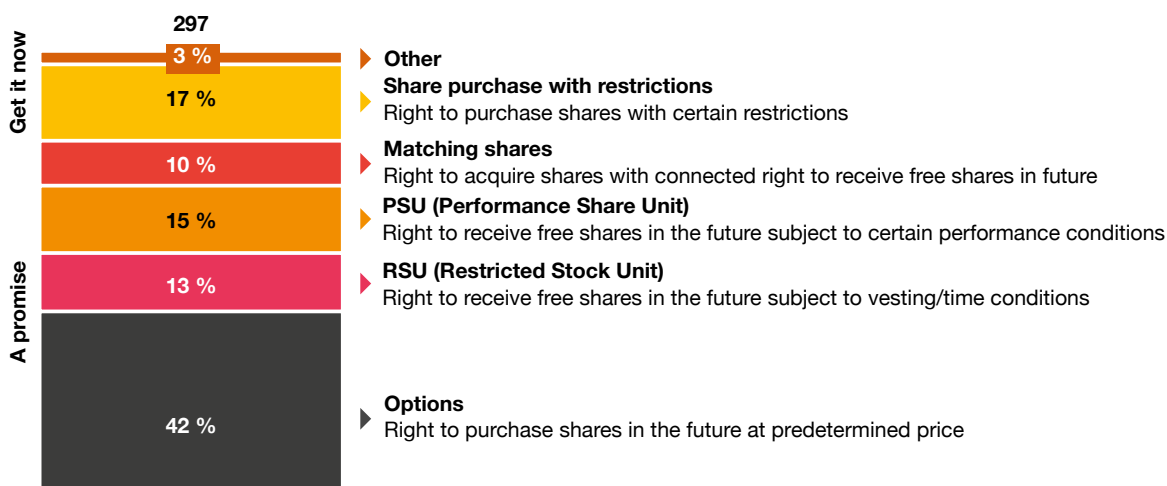 297
Get it now
3 %
Other
17 %
Share purchase with restrictions
Right to purchase shares with certain restrictions
10 %
Matching shares
Right to acquire shares with connected right to receive free shares in future
15 %
PSU (Performance Share Unit)
Right to receive free shares in the future subject to certain performance conditions
A promise
13 %
RSU (Restricted Stock Unit)
Right to receive free shares in the future subject to vesting/time conditions
42 %
Options
Right to purchase shares in the future at predetermined price